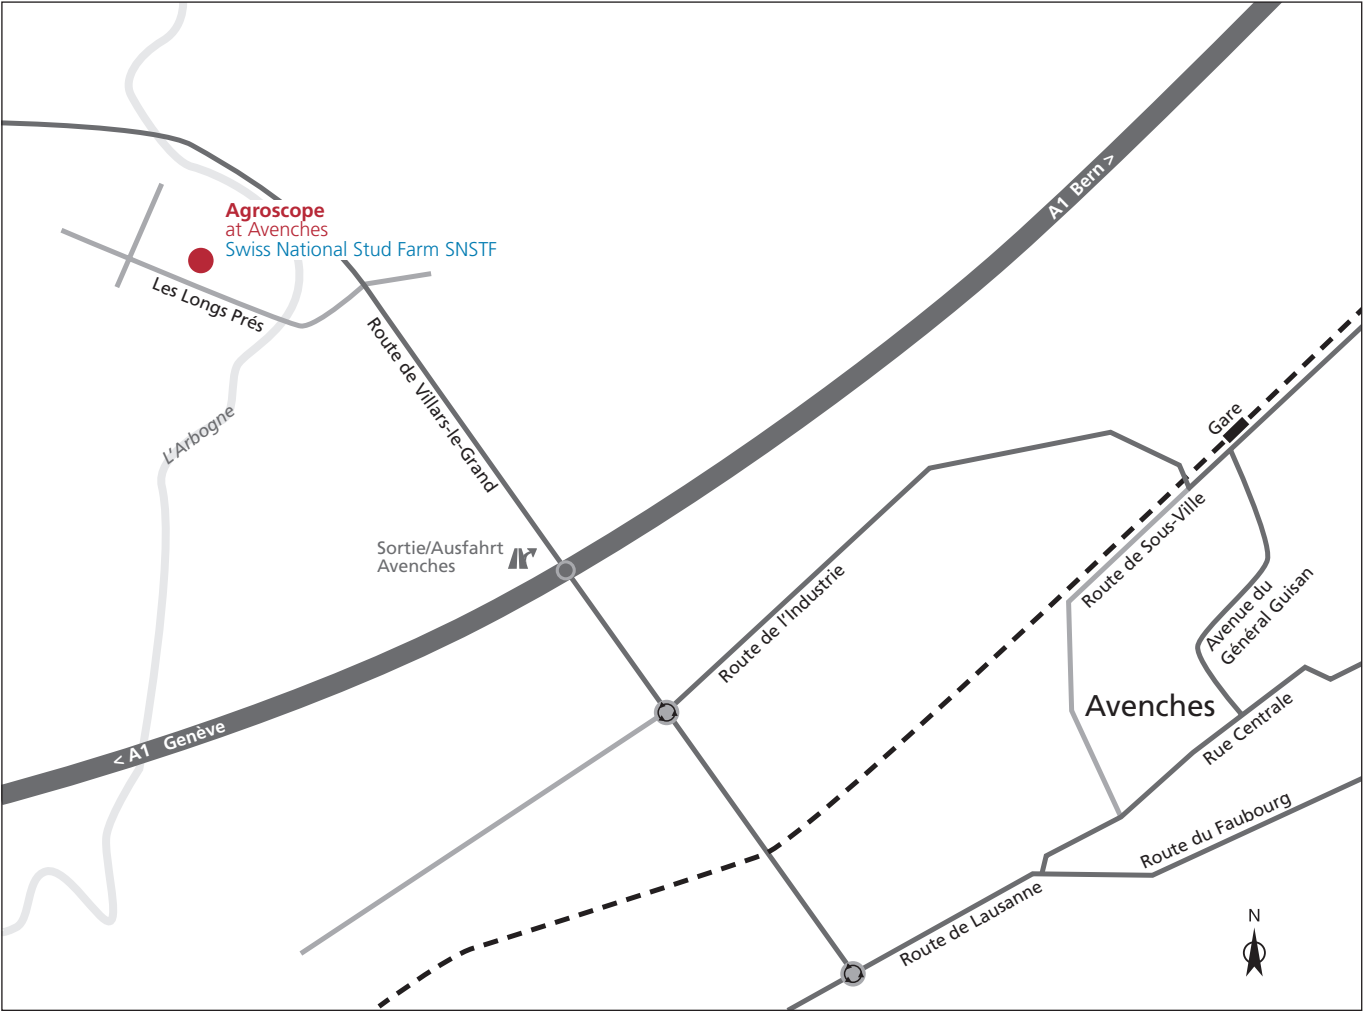 A1 Bern >
Agroscope
at Avenches
Swiss National Stud Farm SNSTF
Les Longs Prés
Route de Villars-le-Grand
L'Arbogne
Gare
Route de Sous-Ville
Sortie/Ausfahrt
Avenches
Route de l'Industrie
Avenue du
Général Guisan
Avenches
Rue Centrale
< A1 Genève
Route du Faubourg
Route de Lausanne
N